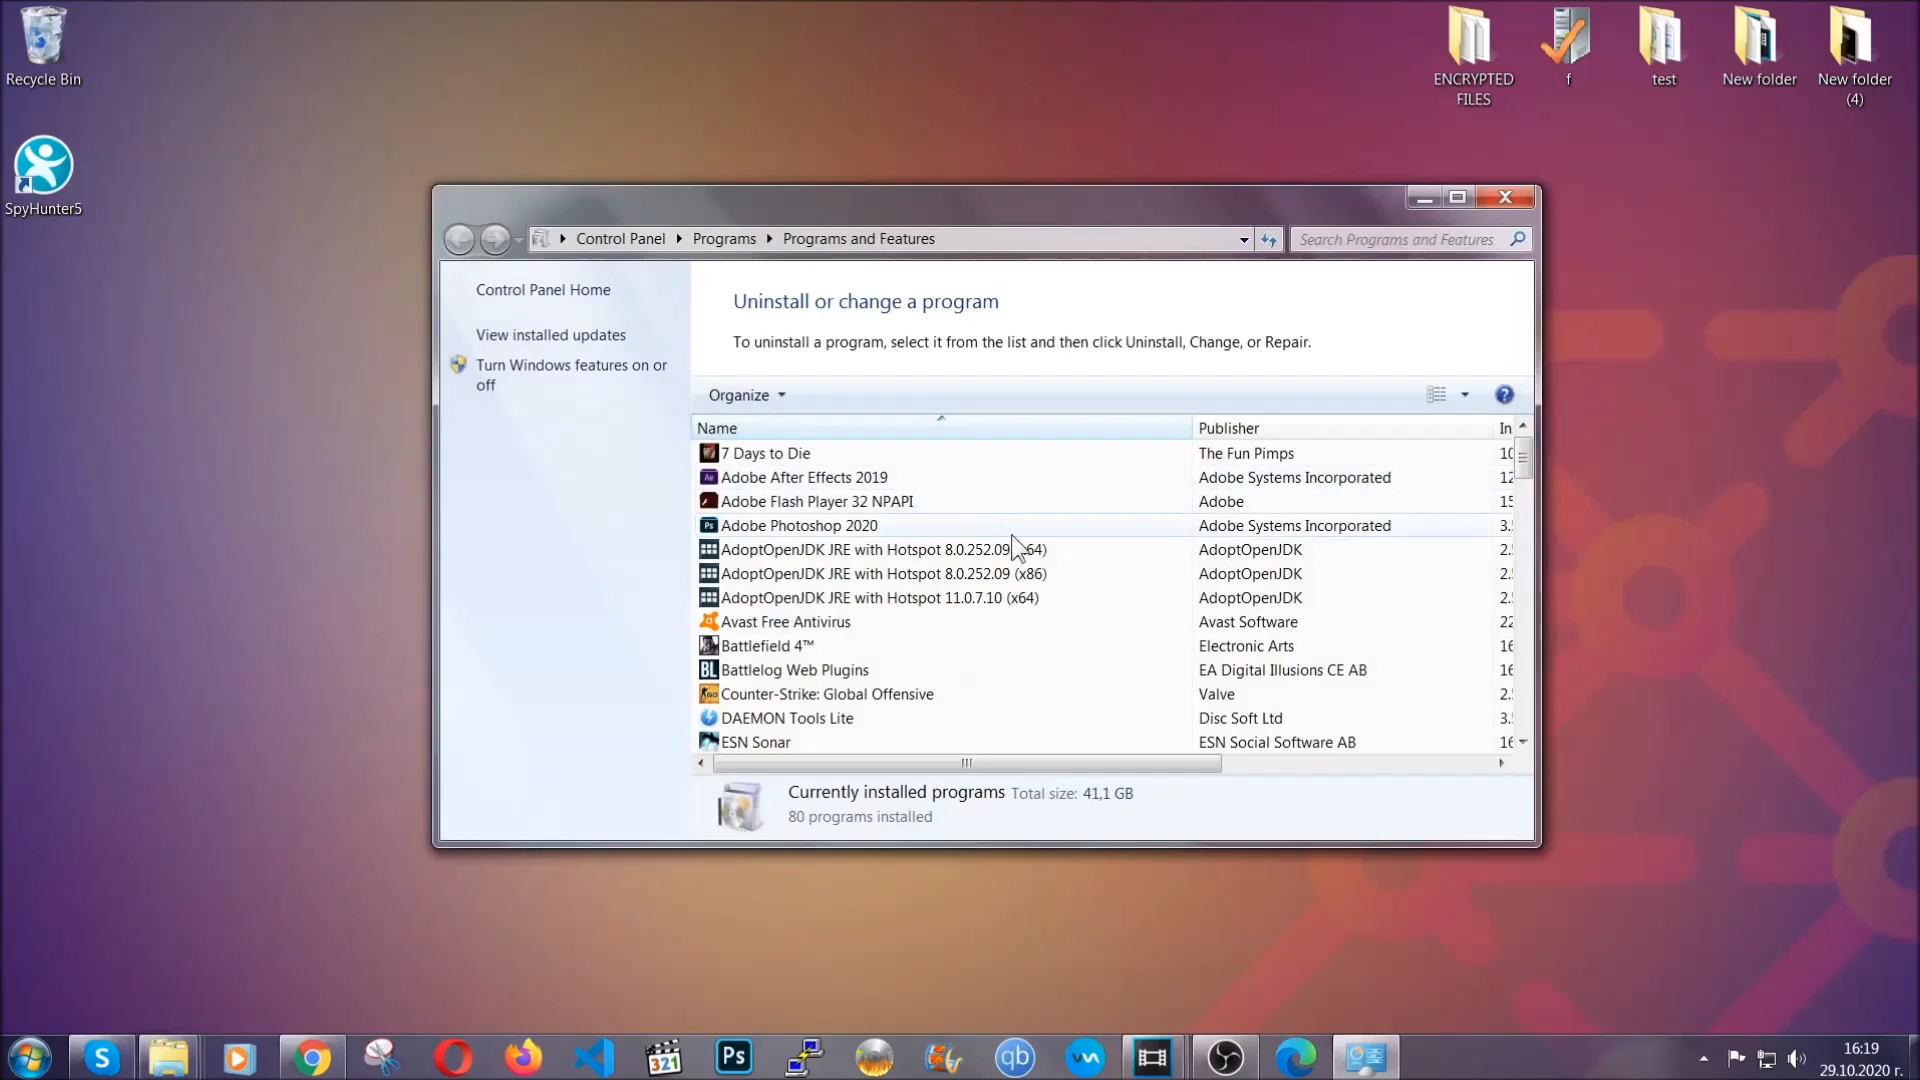 Recycle Bin
SpyHunter5
ENCRYPTED
FILES
f
test
New folder
New folder
(4)
Control Panel
Programs
Programs and Features
Search Programs and Features
Control Panel Home
View installed updates
Turn Windows features on or
off
Uninstall or change a program
To uninstall a program, select it from the list and then click Uninstall, Change, or Repair.
Organize
Name Publisher In
7 Days to Die The Fun Pimps 10
Adobe After Effects 2019 Adobe Systems Incorporated 12
Adobe Flash Player 32 NPAPI Adobe 15
Adobe Photoshop 2020 Adobe Systems Incorporated 3.
AdoptOpenJDK JRE with Hotspot 8.0.252.09 64) AdoptOpenJDK 2.
AdoptOpenJDK JRE with Hotspot 8.0.252.09 (x86) AdoptOpenJDK 2.
AdoptOpenJDK JRE with Hotspot 11.0.7.10 (x64) AdoptOpenJDK 2.
Avast Free Antivirus Avast Software 22
Battlefield 4™ Electronic Arts 16
BL Battlelog Web Plugins EA Digital Illusions CE AB 16
Counter-Strike: Global Offensive Valve 2.
DAEMON Tools Lite Disc Soft Ltd 3.
ESN Sonar ESN Social Software AB 16
Currently installed programs Total size: 41,1 GB
80 programs installed
S
321
Ps
qb
16:19
29.10.2020 г.